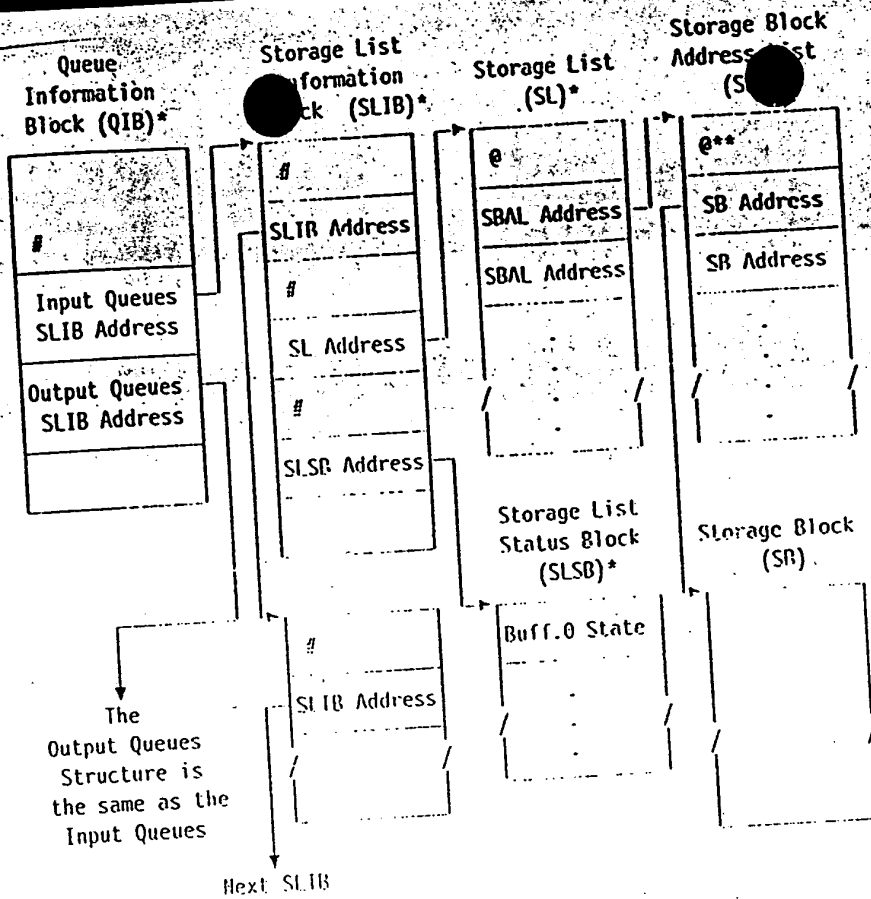 Queue
Information
Block (QIB)*
#
Input Queues
SLIB Address
Output Queues
SLIB Address
Storage List
formation
ck (SLIB)*
#
SLIB Address
#
SL Address
#
SLSB Address
#
SLIB Address
Next SLIB
The
Output Queues
Structure is
the same as the
Input Queues
Storage List
(SL)*
@
SBAL Address
SBAL Address
Storage List
Status Block
(SLSB)*
Buff.0 State
Storage Block
Address st
(S
@**
SB Address
SB Address
Storage Block
(SB)